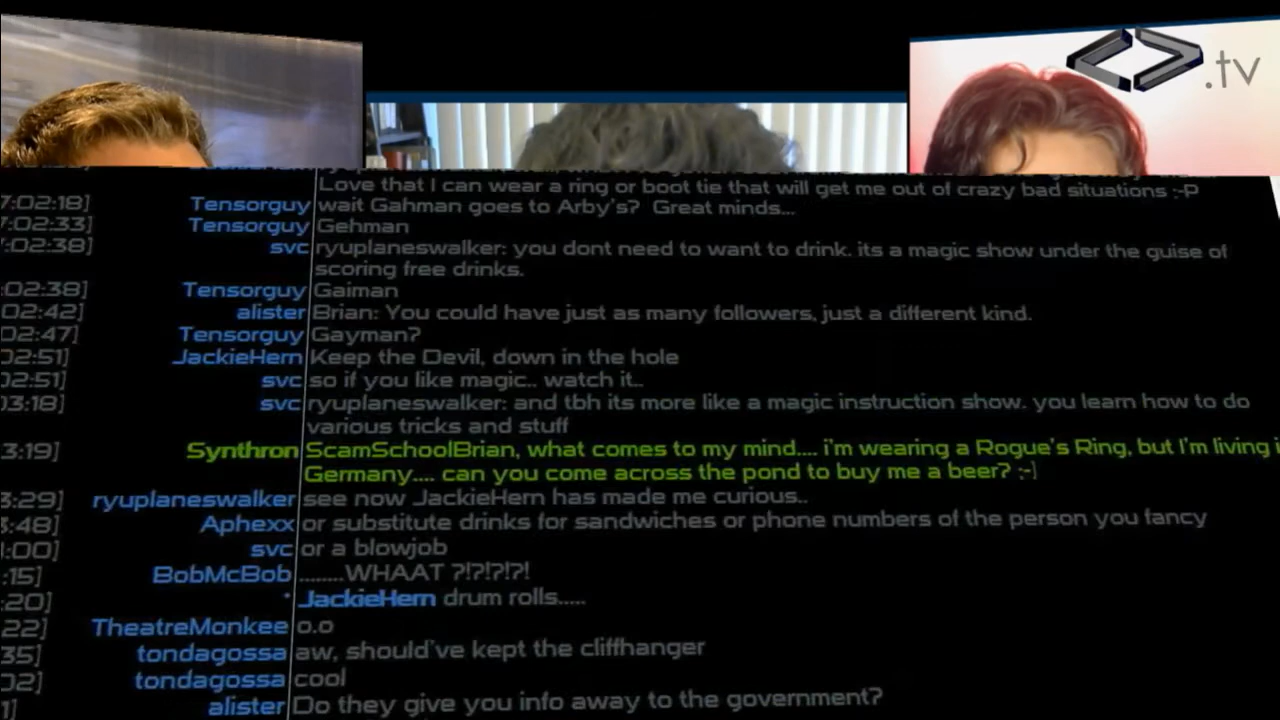 .tv
Love that I can wear a ring or boot tie that will get me out of crazy bad situations :-P
7:02:18] Tensorguy wait Gahman goes to Arby's? Great minds...
7:02:33] Tensorguy Gehman
:02:38] svc ryuplaneswalker: you dont need to want to drink. its a magic show under the guise of
scoring free drinks.
:02:38] Tensorguy Gaiman
02:42] alister Brian: You could have just as many followers, just a different kind.
02:47] Tensorguy Gayman?
02:51] JackieHern Keep the Devil, down in the hole
02:51] svc so if you like magic.. watch it..
03:18] svc ryuplaneswalker: and tbh its more like a magic instruction show. you learn how to do
various tricks and stuff
3:19] Synthron ScamSchoolBrian, what comes to my mind.... i'm wearing a Rogue's Ring, but I'm living i
Germany.... can you come across the pond to buy me a beer? :-]
3:29] ryuplaneswalker see now JackieHern has made me curious..
3:48] Aphexx or substitute drinks for sandwiches or phone numbers of the person you fancy
:00] svc or a blowjob
:15] BobMcBob ........WHAAT ?!?!?!?!
:20] * JackieHern drum rolls.....
22] TheatreMonkee o.o
35] tondagossa aw, should've kept the cliffhanger
02] tondagossa cool
1] alister Do they give you info away to the government?